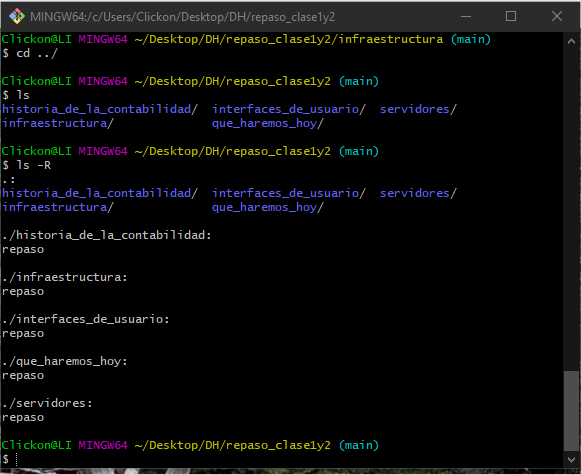 MINGW64:/c/Users/Clickon/Desktop/DH/repaso_clase1y2
Clickon@LI MINGW64 ~/Desktop/DH/repaso_clase1y2/infraestructura (main)
$ cd ../
Clickon@LI MINGW64 ~/Desktop/DH/repaso_clase1y2 (main)
$ ls
historia_de_la_contabilidad/  interfaces_de_usuario/  servidores/
infraestructura/              que_haremos_hoy/
Clickon@LI MINGW64 ~/Desktop/DH/repaso_clase1y2 (main)
$ ls -R
.:
historia_de_la_contabilidad/  interfaces_de_usuario/  servidores/
infraestructura/              que_haremos_hoy/
./historia_de_la_contabilidad:
repaso
./infraestructura:
repaso
./interfaces_de_usuario:
repaso
./que_haremos_hoy:
repaso
./servidores:
repaso
Clickon@LI MINGW64 ~/Desktop/DH/repaso_clase1y2 (main)
$